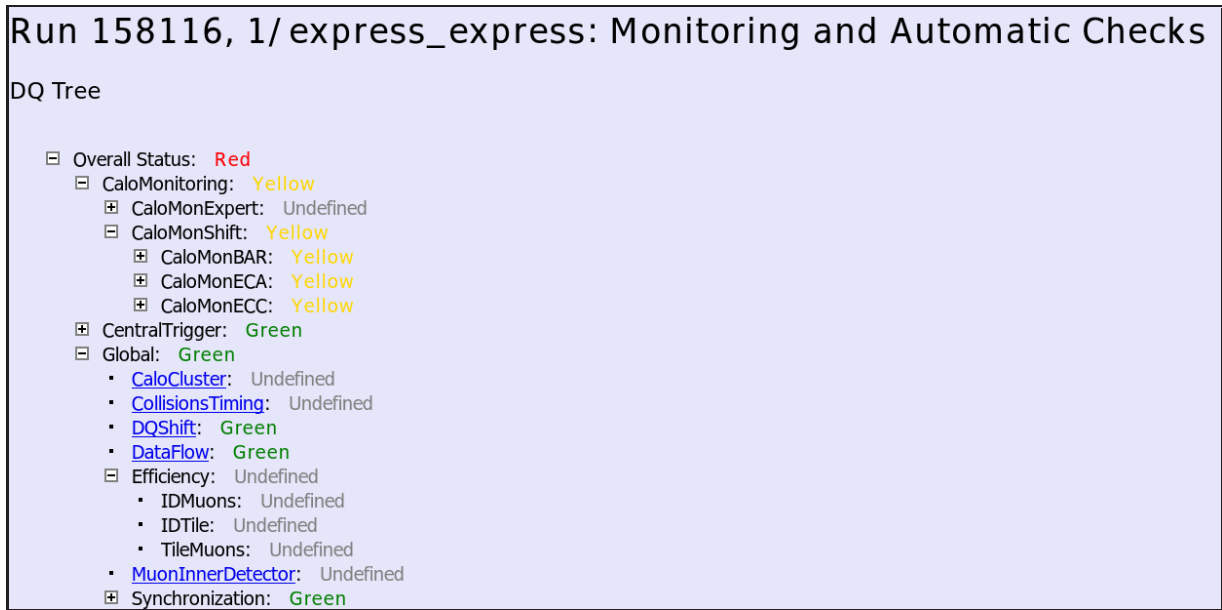 Run 158116, 1/express_express: Monitoring and Automatic Checks
DQ Tree
Overall Status: Red
CaloMonitoring: Yellow
CaloMonExpert: Undefined
CaloMonShift: Yellow
CaloMonBAR: Yellow
CaloMonECA: Yellow
CaloMonECC: Yellow
CentralTrigger: Green
Global: Green
CaloCluster: Undefined
CollisionsTiming: Undefined
DQShift: Green
DataFlow: Green
Efficiency: Undefined
IDMuons: Undefined
IDTile: Undefined
TileMuons: Undefined
MuonInnerDetector: Undefined
Synchronization: Green